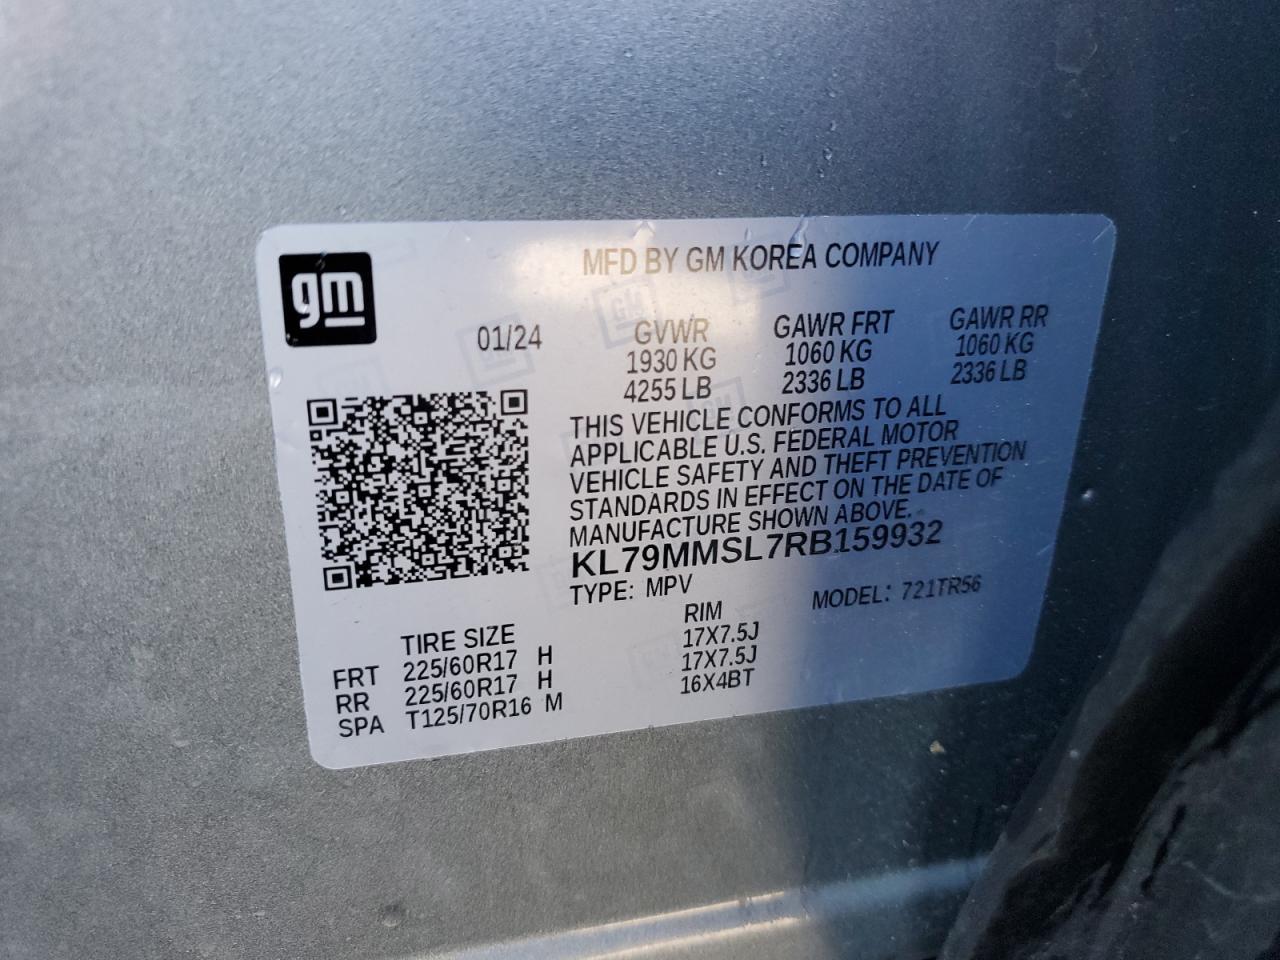 gm
MFD BY GM KOREA COMPANY
01/24 GVWR GAWR FRT GAWR RR
1930 KG 1060 KG 1060 KG
4255 LB 2336 LB 2336 LB
THIS VEHICLE CONFORMS TO ALL
APPLICABLE U.S. FEDERAL MOTOR
VEHICLE SAFETY AND THEFT PREVENTION
STANDARDS IN EFFECT ON THE DATE OF
MANUFACTURE SHOWN ABOVE.
KL79MMSL7RB159932
TYPE: MPV MODEL: 721TR56
TIRE SIZE RIM
FRT 225/60R17 H 17X7.5J
RR 225/60R17 H 17X7.5J
SPA T125/70R16 M 16X4BT